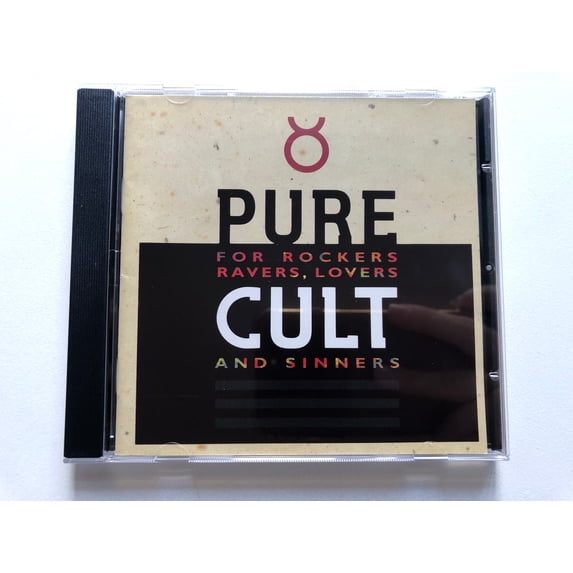 PURE
FOR ROCKERS
RAVERS, LOVERS
CULT
AND SINNERS